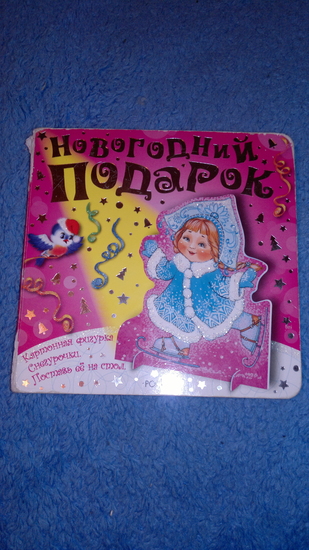 Новогодний
ПОДАРОК
Картонная фигурка
Снегурочки.
Поставь её на стол.